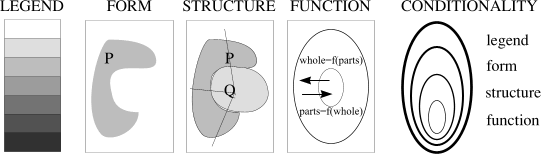 LEGEND FORM STRUCTURE FUNCTION CONDITIONALITY
P
P
Q
whole=f(parts)
parts=f(whole)
legend
form
structure
function